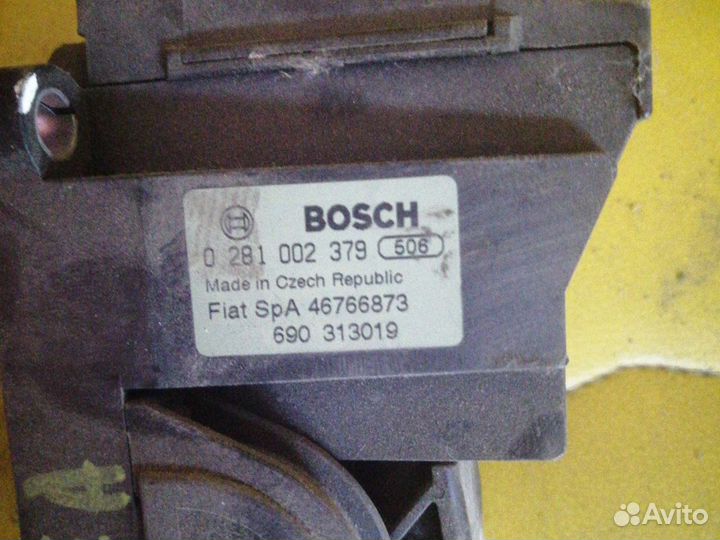 BOSCH
0 281 002 379 506
Made in Czech Republic
Fiat SpA 46766873
690 313019
Avito